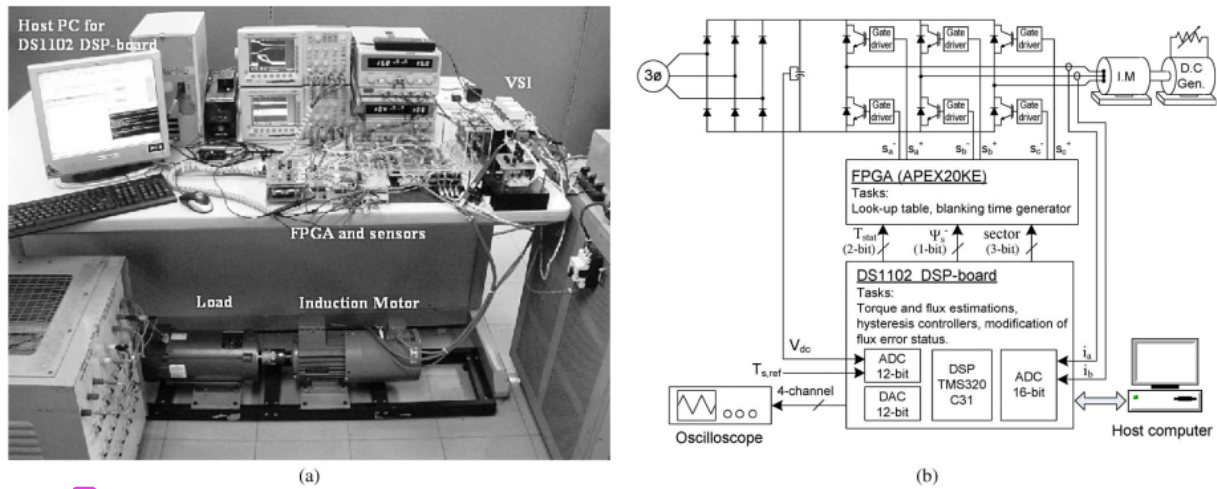 Host PC for
DS1102 DSP-board
VSI
FPGA and sensors
Load
Induction Motor
(a)
3ø
Gate
driver
Gate
driver
Gate
driver
I.M
D.C
Gen.
Gate
driver
Gate
driver
Gate
driver
Sa- Sa+ Sb- Sb+ Sc- Sc+
FPGA (APEX20KE)
Tasks:
Look-up table, blanking time generator
Tstat Ψs- sector
(2-bit) (1-bit) (3-bit)
DS1102 DSP-board
Tasks:
Torque and flux estimations,
hysteresis controllers, modification of
flux error status.
Vdc
Ts,ref
ADC
12-bit
DAC
12-bit
DSP
TMS320
C31
ADC
16-bit
ia
ib
4-channel
Oscilloscope
Host computer
(b)